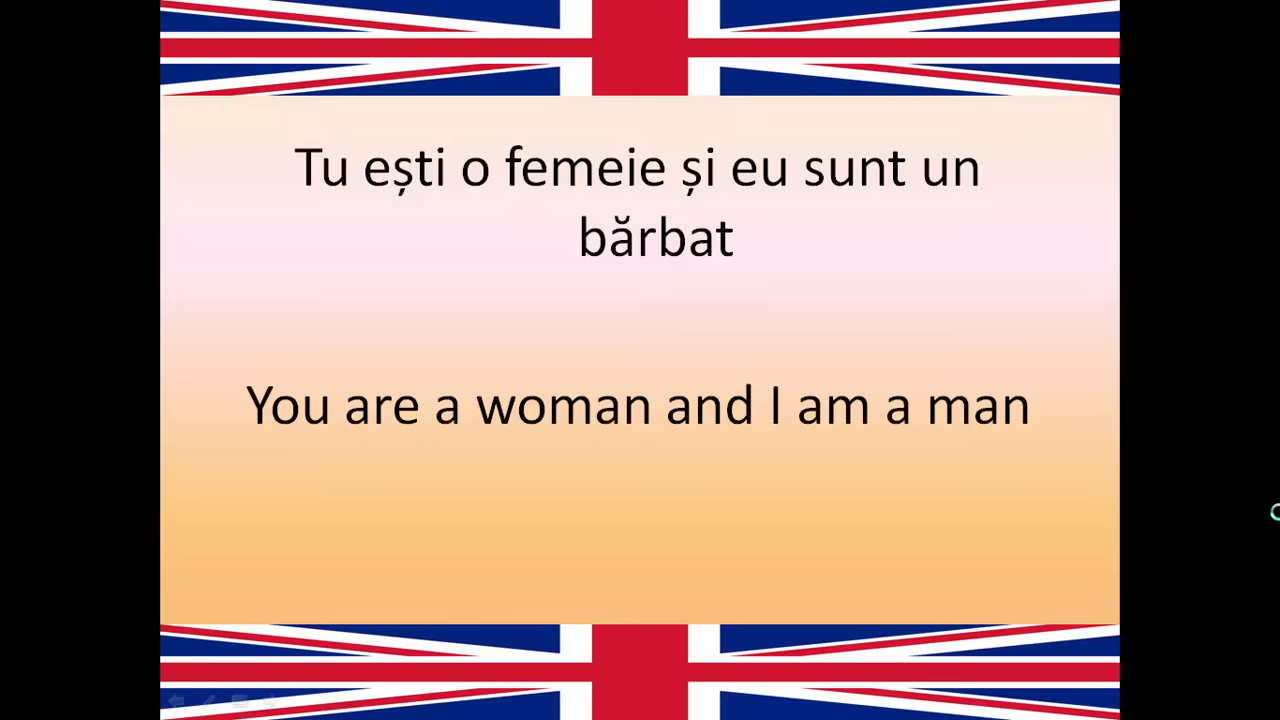 Tu ești o femeie și eu sunt un
bărbat
You are a woman and I am a man